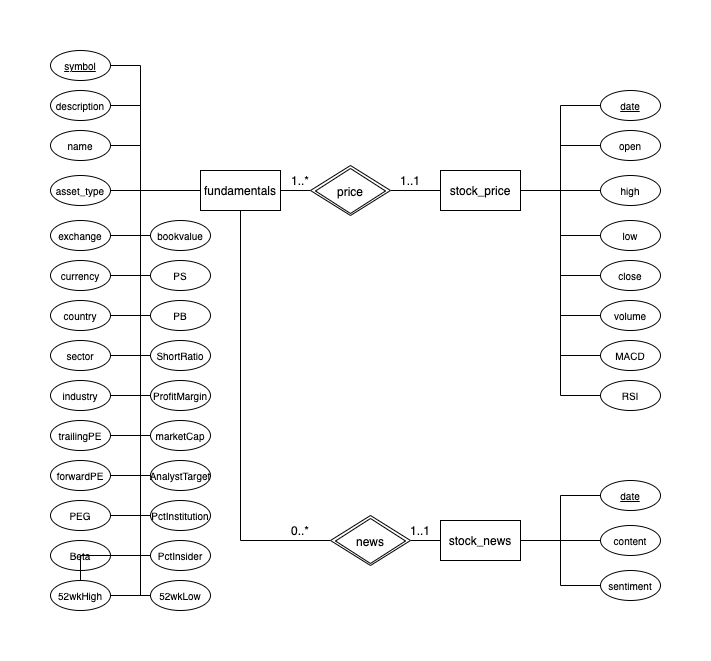 symbol
description
name
asset_type
exchange
currency
country
sector
industry
trailingPE
forwardPE
PEG
Beta
52wkHigh
bookvalue
PS
PB
ShortRatio
ProfitMargin
marketCap
AnalystTarget
PctInstitution
PctInsider
52wkLow
fundamentals
1..*
price
1..1
stock_price
date
open
high
low
close
volume
MACD
RSI
0..*
news
1..1
stock_news
date
content
sentiment